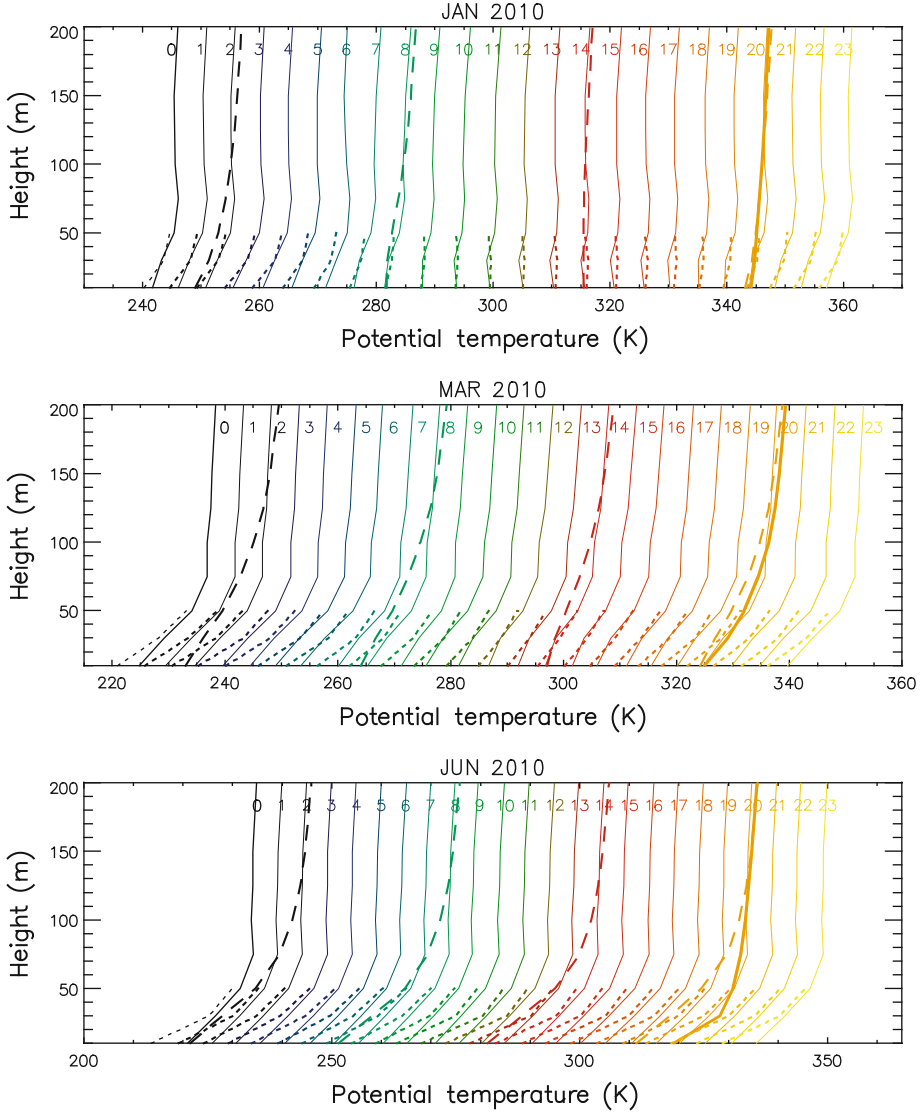 JAN 2010
200
0 1 2 3 4 5 6 7 8 9 10 11 12 13 14 15 16 17 18 19 20 21 22 23
150
Height (m)
100
50
240 260 280 300 320 340 360
Potential temperature (K)
MAR 2010
200
0 1 2 3 4 5 6 7 8 9 10 11 12 13 14 15 16 17 18 19 20 21 22 23
150
Height (m)
100
50
220 240 260 280 300 320 340 360
Potential temperature (K)
JUN 2010
200
0 1 2 3 4 5 6 7 8 9 10 11 12 13 14 15 16 17 18 19 20 21 22 23
150
Height (m)
100
50
200 250 300 350
Potential temperature (K)